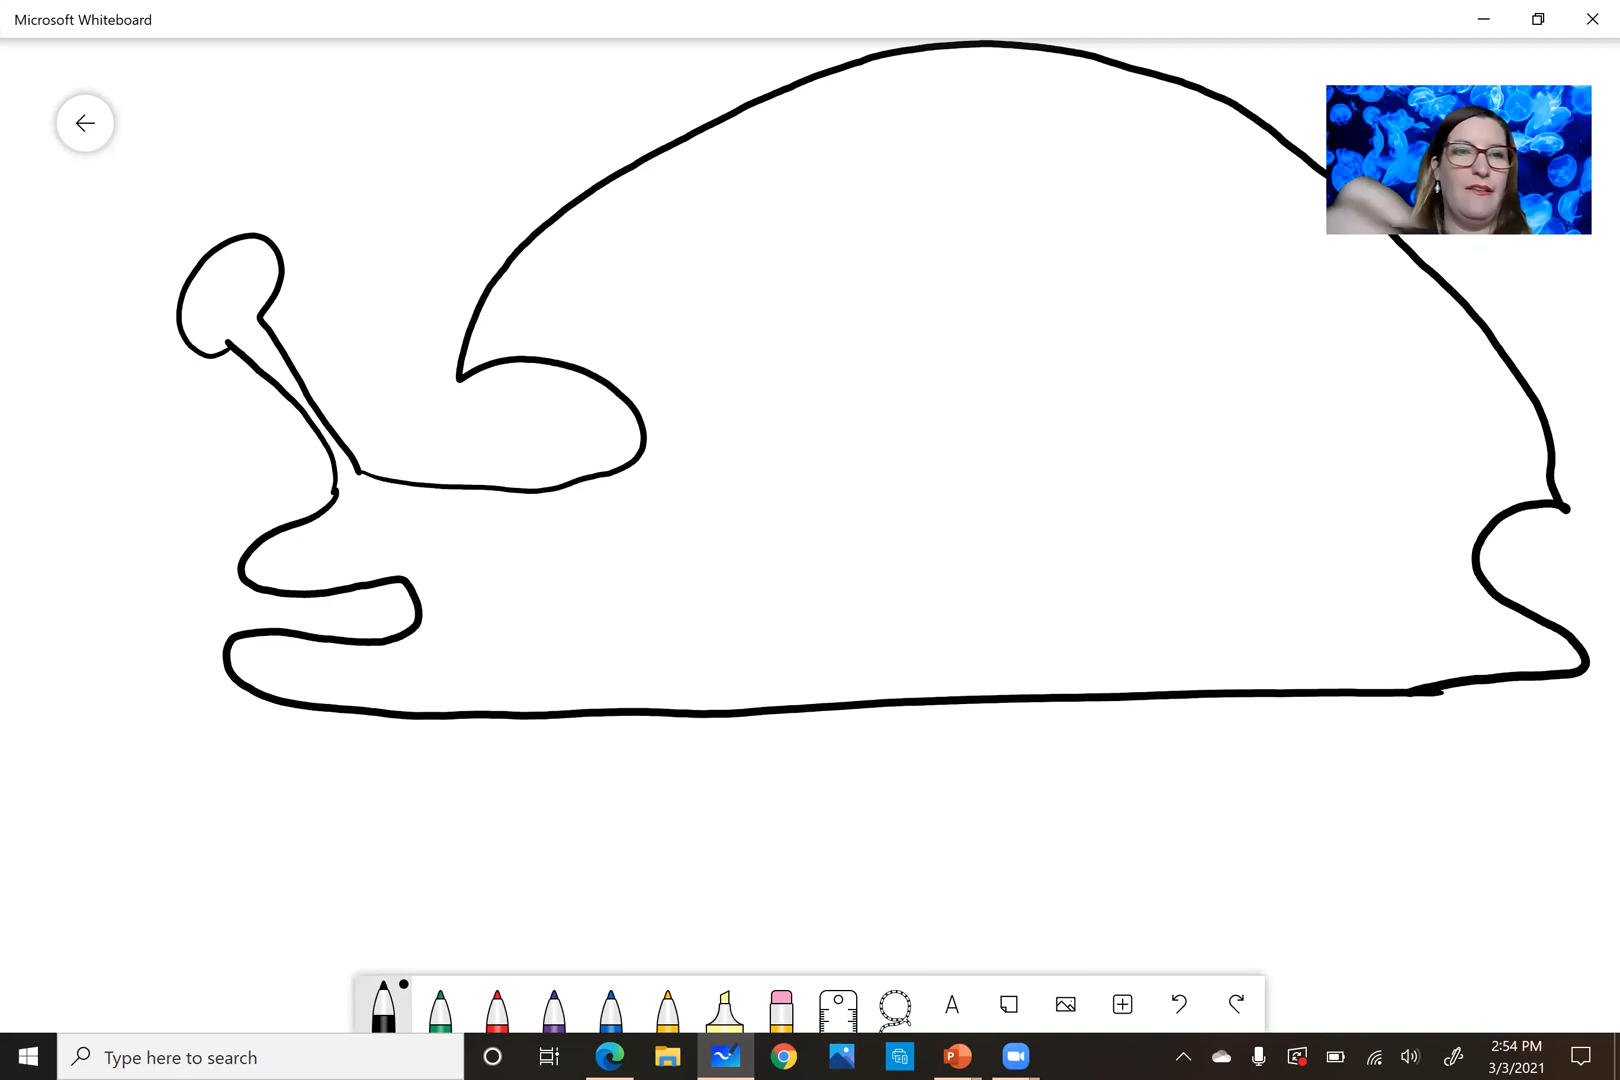 Microsoft Whiteboard
A
Type here to search
2:54 PM
3/3/2021